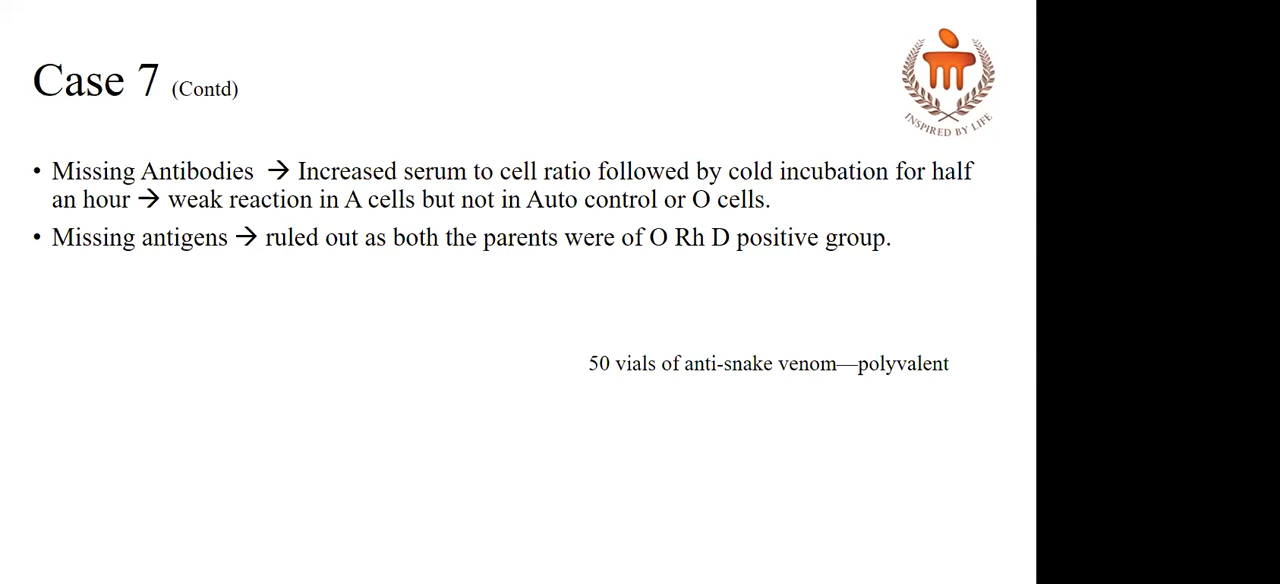 Case 7 (Contd)
INSPIRED BY LIFE
• Missing Antibodies → Increased serum to cell ratio followed by cold incubation for half
an hour → weak reaction in A cells but not in Auto control or O cells.
• Missing antigens → ruled out as both the parents were of O Rh D positive group.
50 vials of anti-snake venom—polyvalent